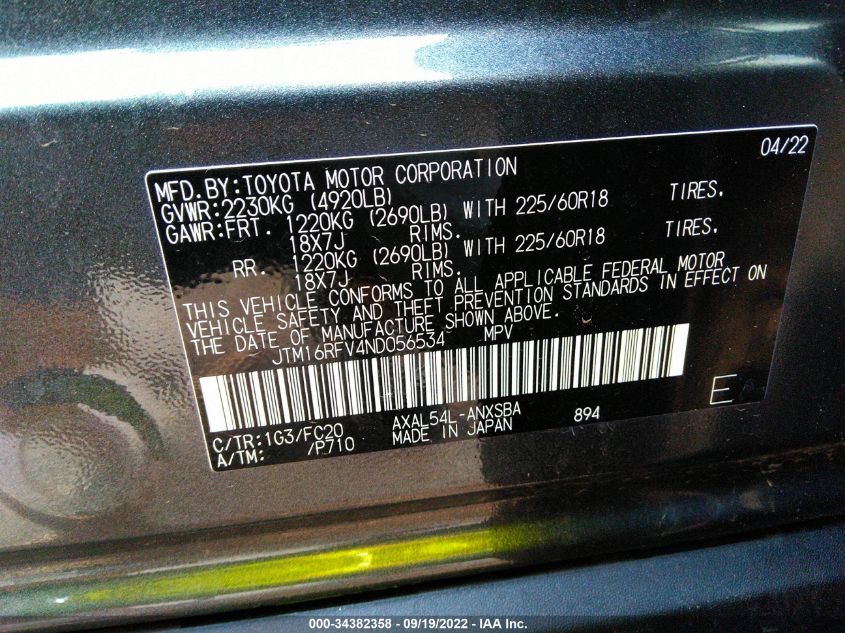 04/22
MFD.BY:TOYOTA MOTOR CORPORATION
GVWR:2230KG (4920LB)
GAWR:FRT. 1220KG (2690LB) WITH 225/60R18 TIRES.
18X7J RIMS.
RR. 1220KG (2690LB) WITH 225/60R18 TIRES.
18X7J RIMS.
THIS VEHICLE CONFORMS TO ALL APPLICABLE FEDERAL MOTOR
VEHICLE SAFETY AND THEFT PREVENTION STANDARDS IN EFFECT ON
THE DATE OF MANUFACTURE SHOWN ABOVE.
JTM16RFV4ND056534 MPV
E
C/TR:1G3/FC20 AXAL54L-ANXSBA 894
A/TM: /P710 MADE IN JAPAN
000-34382358 - 09/19/2022 - IAA Inc.